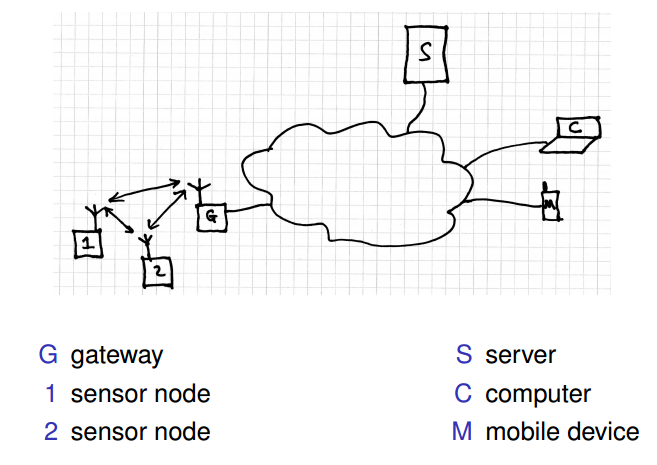 S
C
M
G
1
2
G gateway
1 sensor node
2 sensor node
S server
C computer
M mobile device